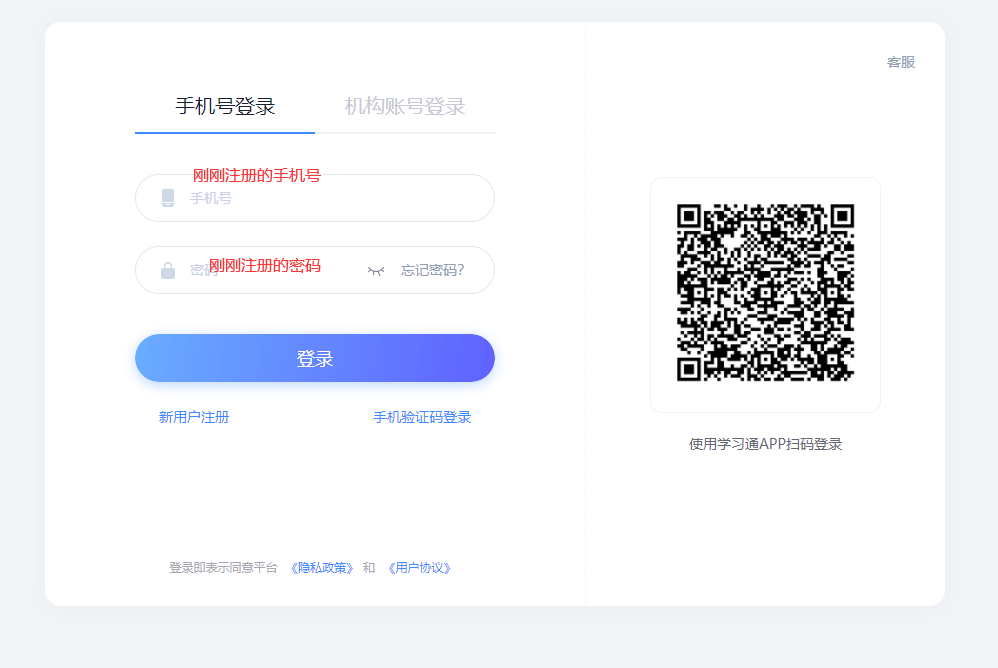 客服
手机号登录
机构账号登录
刚刚注册的手机号
手机号
密码
刚刚注册的密码
忘记密码?
登录
新用户注册
手机验证码登录
使用学习通APP扫码登录
登录即表示同意平台 《隐私政策》 和 《用户协议》